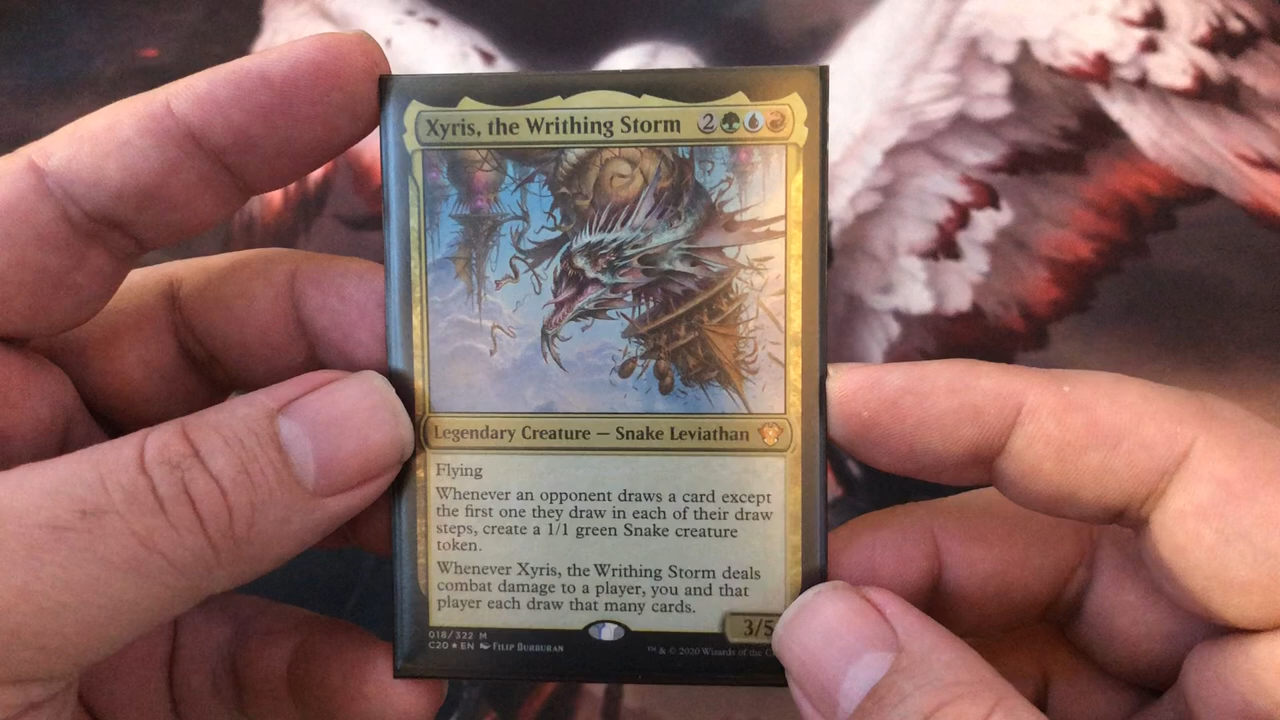 Xyris, the Writhing Storm 2
Legendary Creature — Snake Leviathan
Flying
Whenever an opponent draws a card except
the first one they draw in each of their draw
steps, create a 1/1 green Snake creature
token.
Whenever Xyris, the Writhing Storm deals
combat damage to a player, you and that
player each draw that many cards.
3/5
018/322 M
C20 ★ EN Filip Burburan
™ & © 2020 Wizards of the C